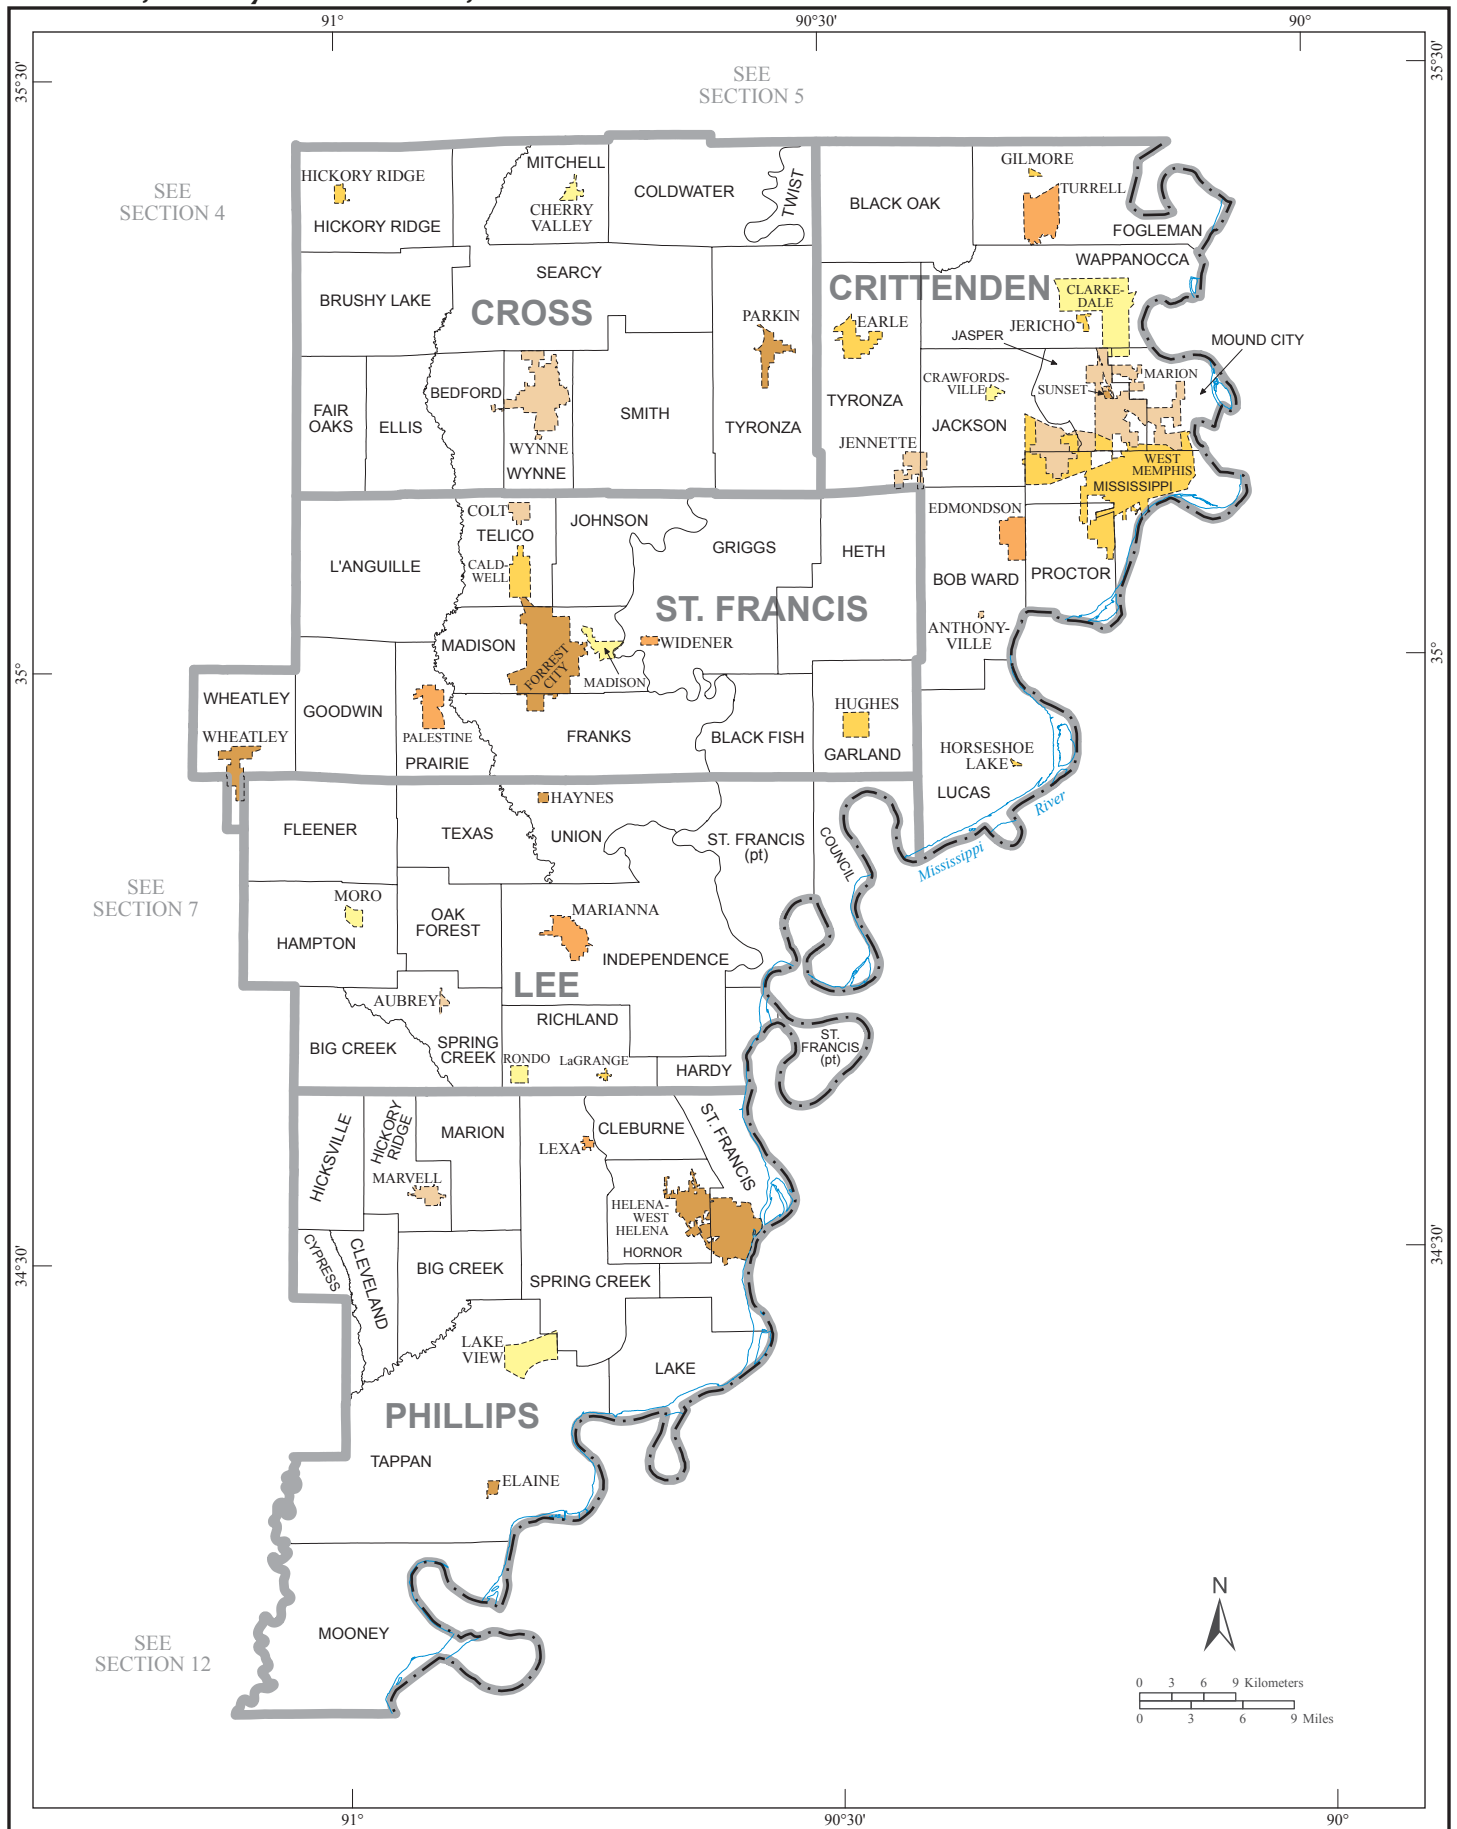 91°
90°30'
90°
35°30'
35°30'
SEE
SECTION 5
SEE
SECTION 4
HICKORY RIDGE
HICKORY RIDGE
MITCHELL
CHERRY
VALLEY
COLDWATER
TWIST
BLACK OAK
GILMORE
TURRELL
FOGLEMAN
WAPPANOCCA
BRUSHY LAKE
SEARCY
CROSS
CRITTENDEN
CLARKE-
DALE
PARKIN
EARLE
JERICHO
JASPER
MOUND CITY
FAIR
OAKS
ELLIS
BEDFORD
WYNNE
WYNNE
SMITH
TYRONZA
TYRONZA
CRAWFORDS-
VILLE
SUNSET
MARION
JACKSON
JENNETTE
WEST
MEMPHIS
MISSISSIPPI
L'ANGUILLE
COLT
TELICO
CALD-
WELL
JOHNSON
GRIGGS
HETH
EDMONDSON
BOB WARD
PROCTOR
ST. FRANCIS
MADISON
FORREST
CITY
MADISON
WIDENER
ANTHONY-
VILLE
35°
35°
WHEATLEY
WHEATLEY
GOODWIN
PALESTINE
PRAIRIE
FRANKS
BLACK FISH
HUGHES
GARLAND
HORSESHOE
LAKE
LUCAS
Mississippi
River
HAYNES
FLEENER
TEXAS
UNION
ST. FRANCIS
(pt)
COUNCIL
SEE
SECTION 7
MORO
HAMPTON
OAK
FOREST
MARIANNA
INDEPENDENCE
LEE
AUBREY
BIG CREEK
SPRING
CREEK
RICHLAND
RONDO
LaGRANGE
HARDY
ST.
FRANCIS
(pt)
HICKSVILLE
HICKORY
RIDGE
MARION
MARVELL
LEXA
CLEBURNE
ST. FRANCIS
HELENA-
WEST
HELENA
HORNOR
34°30'
34°30'
CYPRESS
CLEVELAND
BIG CREEK
SPRING CREEK
LAKE
VIEW
LAKE
PHILLIPS
TAPPAN
ELAINE
MOONEY
SEE
SECTION 12
N
0 3 6 9 Kilometers
0 3 6 9 Miles
91°
90°30'
90°